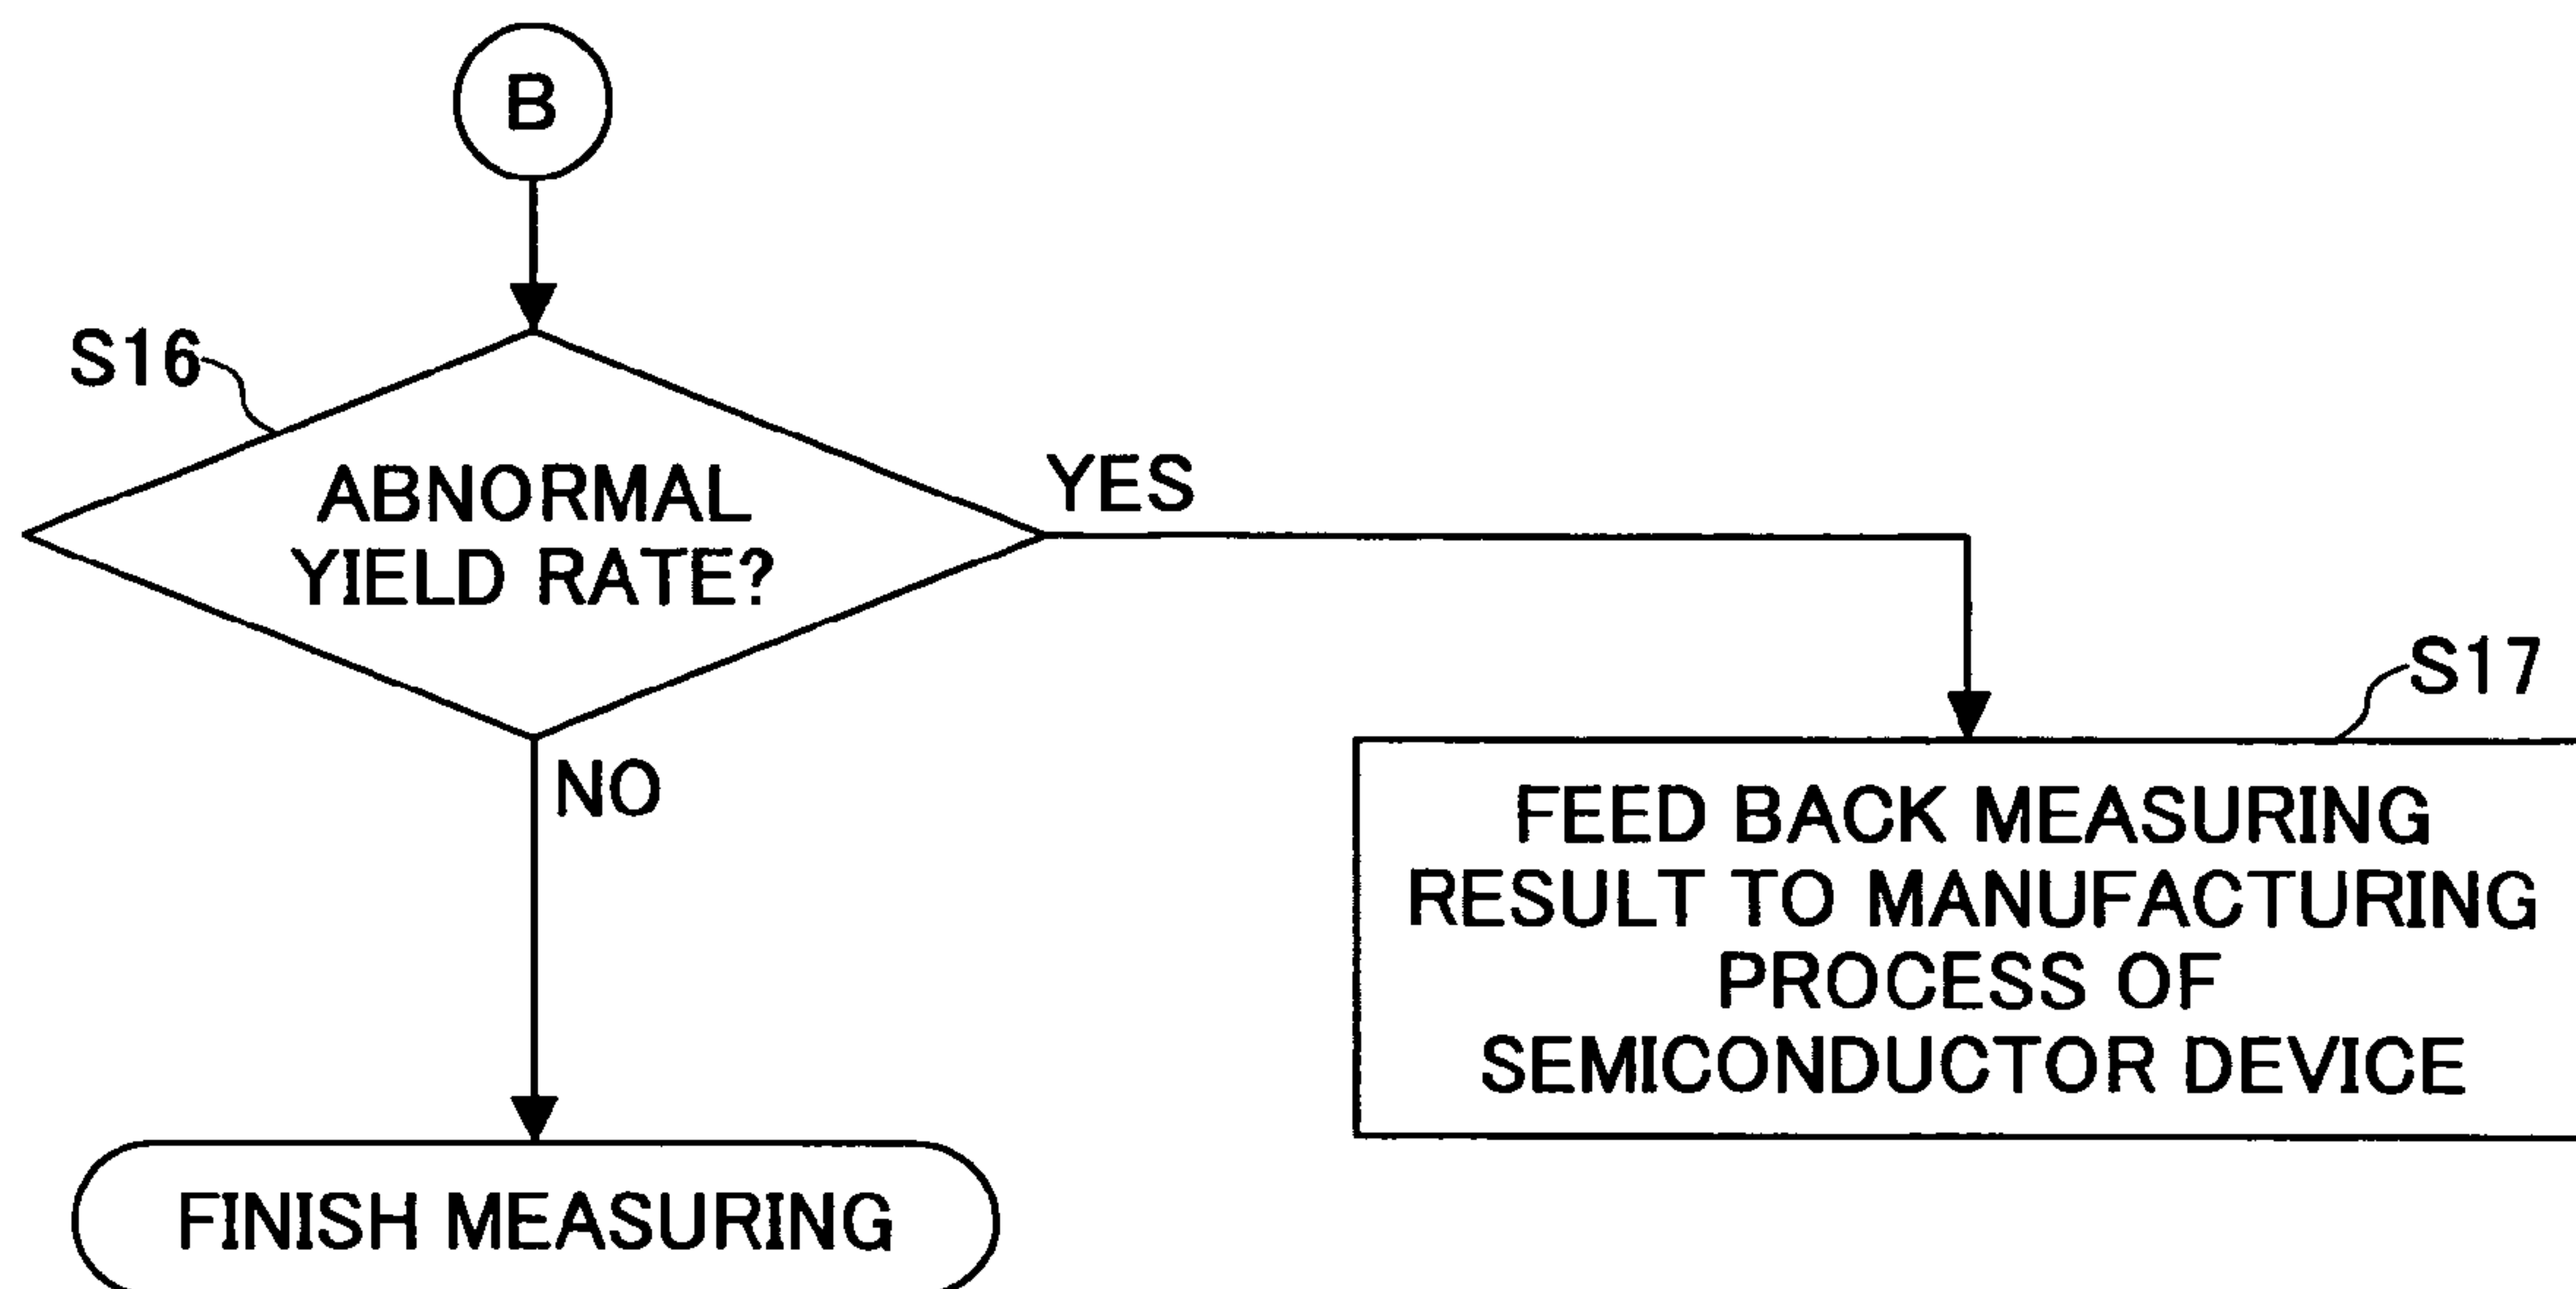 B
S16
ABNORMAL
YIELD RATE?
YES
NO
S17
FEED BACK MEASURING
RESULT TO MANUFACTURING
PROCESS OF
SEMICONDUCTOR DEVICE
FINISH MEASURING